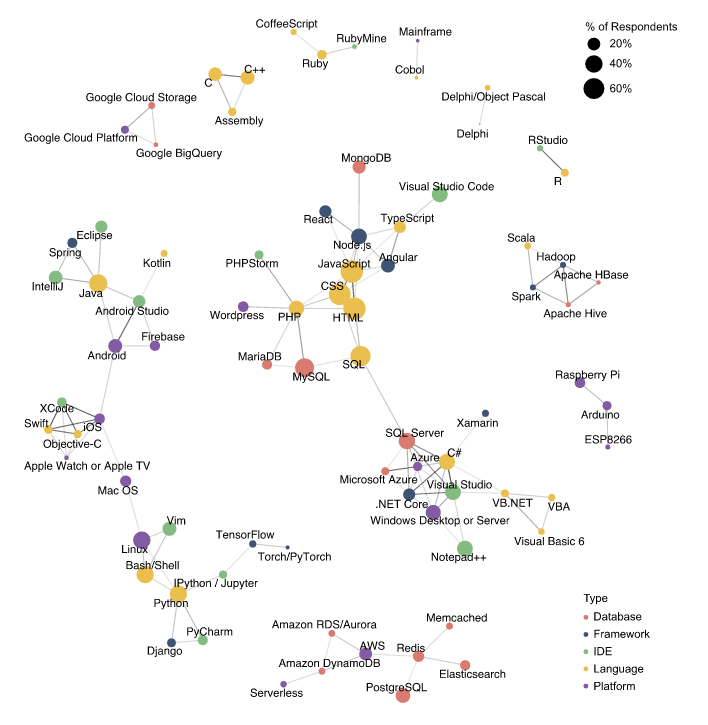 CoffeeScript
RubyMine
Ruby
Mainframe
Cobol
% of Respondents
20%
40%
60%
C
C++
Assembly
Google Cloud Storage
Google Cloud Platform
Google BigQuery
Delphi/Object Pascal
Delphi
RStudio
R
MongoDB
Visual Studio Code
React
TypeScript
Node.js
Angular
JavaScript
CSS
HTML
PHPStorm
Wordpress
PHP
MariaDB
MySQL
SQL
Eclipse
Spring
Kotlin
IntelliJ
Java
Android Studio
Firebase
Android
Scala
Hadoop
Apache HBase
Spark
Apache Hive
Raspberry Pi
Arduino
ESP8266
XCode
Swift
iOS
Objective-C
Apple Watch or Apple TV
Mac OS
Xamarin
SQL Server
Azure
C#
Microsoft Azure
Visual Studio
.NET Core
VB.NET
VBA
Windows Desktop or Server
Visual Basic 6
Notepad++
Vim
Linux
Bash/Shell
TensorFlow
Torch/PyTorch
IPython / Jupyter
Python
PyCharm
Django
Amazon RDS/Aurora
Memcached
AWS
Redis
Amazon DynamoDB
Elasticsearch
Serverless
PostgreSQL
Type
Database
Framework
IDE
Language
Platform